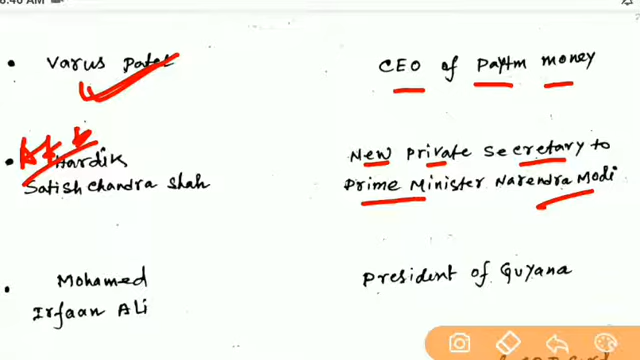 Varus Patel
CEO of Paytm money
Hardik
Satish Chandra Shah
New Private Secretary to
Prime Minister Narendra Modi
Mohamed
Irfaan Ali
President of Guyana